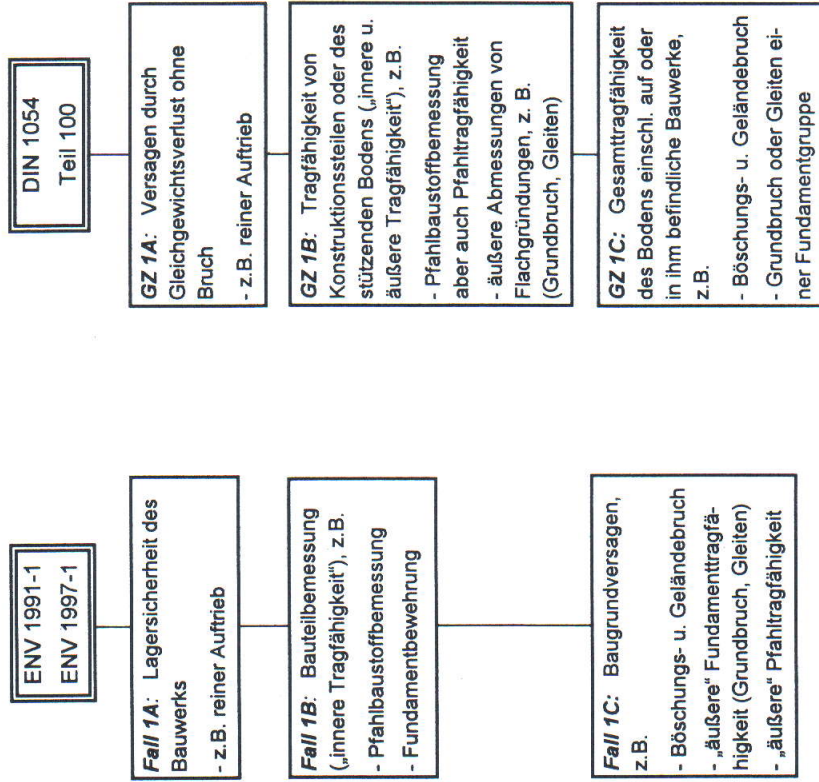 ENV 1991-1
ENV 1997-1
Fall 1A: Lagersicherheit des
Bauwerks
- z.B. reiner Auftrieb
Fall 1B: Bauteilbemessung
(„innere Tragfähigkeit"), z.B.
- Pfahlbaustoffbemessung
- Fundamentbewehrung
Fall 1C: Baugrundversagen,
z.B.
- Böschungs- u. Geländebruch
- „äußere" Fundamenttragfä-
higkeit (Grundbruch, Gleiten)
- „äußere" Pfahltragfähigkeit
DIN 1054
Teil 100
GZ 1A: Versagen durch
Gleichgewichtsverlust ohne
Bruch
- z.B. reiner Auftrieb
GZ 1B: Tragfähigkeit von
Konstruktionssteilen oder des
stützenden Bodens („innere u.
äußere Tragfähigkeit"), z.B.
- Pfahlbaustoffbemessung
aber auch Pfahltragfähigkeit
- äußere Abmessungen von
Flachgründungen, z. B.
(Grundbruch, Gleiten)
GZ 1C: Gesamttragfähigkeit
des Bodens einschl. auf oder
in ihm befindliche Bauwerke,
z.B.
- Böschungs- u. Geländebruch
- Grundbruch oder Gleiten ei-
ner Fundamentgruppe